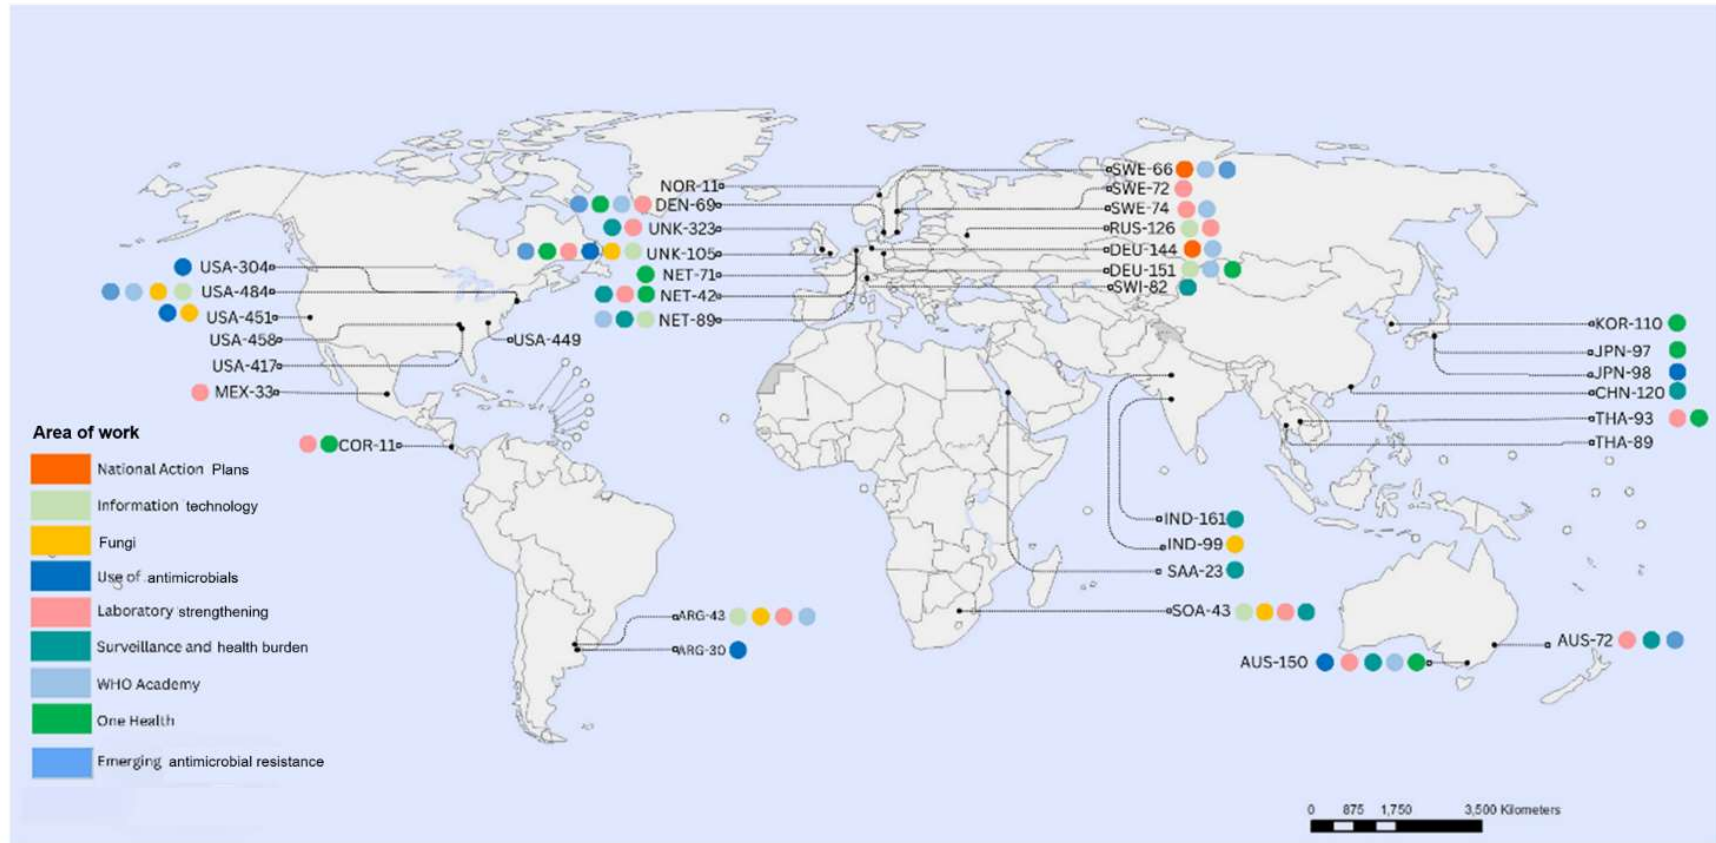 NOR-11
DEN-69
UNK-323
UNK-105
NET-71
NET-42
NET-89
USA-304
USA-484
USA-451
USA-458
USA-417
USA-449
MEX-33
COR-11
SWE-66
SWE-72
SWE-74
RUS-126
DEU-144
DEU-151
SWI-82
KOR-110
JPN-97
JPN-98
CHN-120
THA-93
THA-89
IND-161
IND-99
SAA-23
SOA-43
ARG-43
ARG-30
AUS-72
AUS-150
Area of work
National Action Plans
Information technology
Fungi
Use of antimicrobials
Laboratory strengthening
Surveillance and health burden
WHO Academy
One Health
Emerging antimicrobial resistance
0 875 1,750 3,500 Kilometers